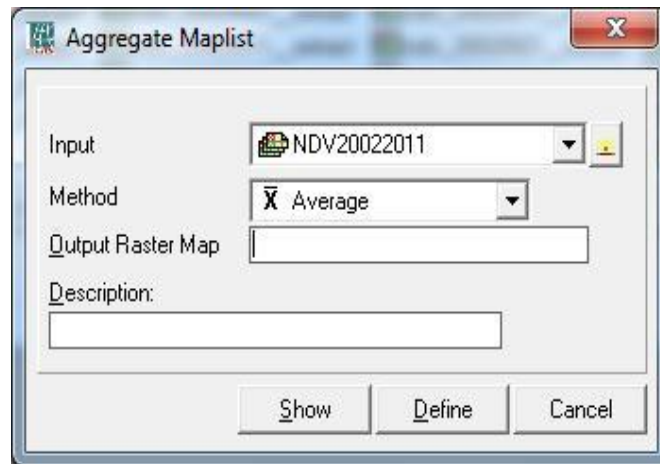 Aggregate Maplist
Input NDV20022011
Method X̄ Average
Output Raster Map
Description:
Show Define Cancel